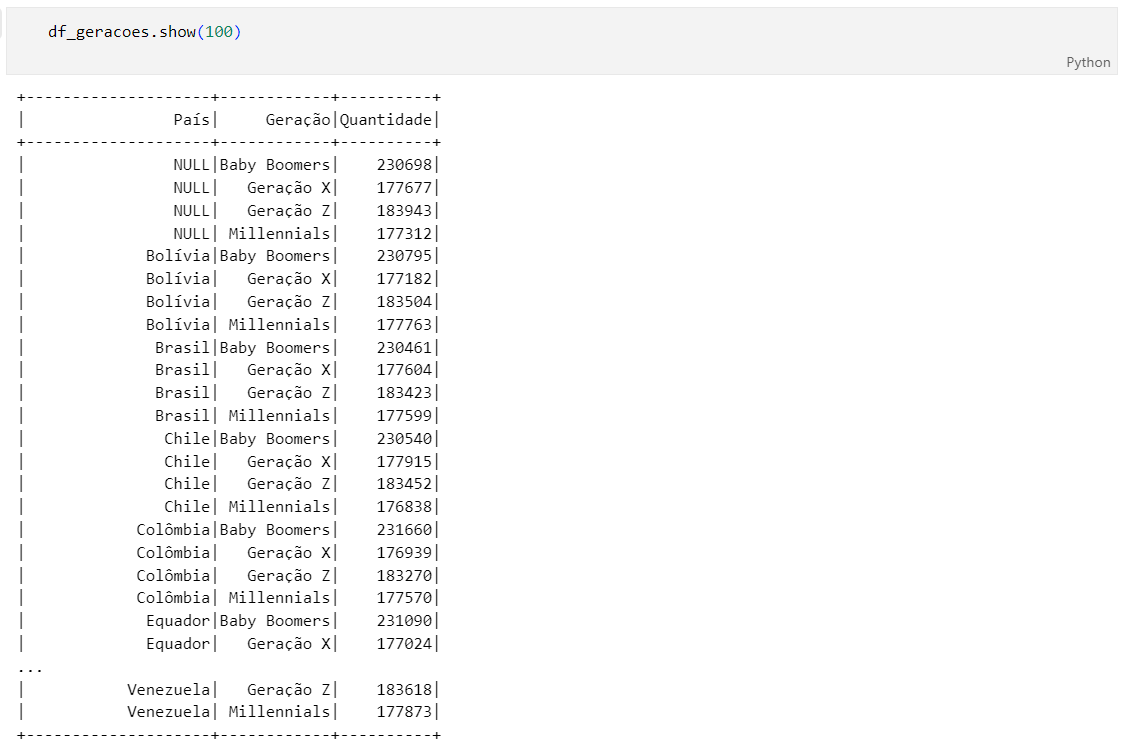 df_geracoes.show(100)
Python
+--------------------+------------+----------+
|                País|     Geração|Quantidade|
+--------------------+------------+----------+
|                NULL|Baby Boomers|    230698|
|                NULL|   Geração X|    177677|
|                NULL|   Geração Z|    183943|
|                NULL| Millennials|    177312|
|             Bolívia|Baby Boomers|    230795|
|             Bolívia|   Geração X|    177182|
|             Bolívia|   Geração Z|    183504|
|             Bolívia| Millennials|    177763|
|              Brasil|Baby Boomers|    230461|
|              Brasil|   Geração X|    177604|
|              Brasil|   Geração Z|    183423|
|              Brasil| Millennials|    177599|
|               Chile|Baby Boomers|    230540|
|               Chile|   Geração X|    177915|
|               Chile|   Geração Z|    183452|
|               Chile| Millennials|    176838|
|            Colômbia|Baby Boomers|    231660|
|            Colômbia|   Geração X|    176939|
|            Colômbia|   Geração Z|    183270|
|            Colômbia| Millennials|    177570|
|             Equador|Baby Boomers|    231090|
|             Equador|   Geração X|    177024|
...
|           Venezuela|   Geração Z|    183618|
|           Venezuela| Millennials|    177873|
+--------------------+------------+----------+